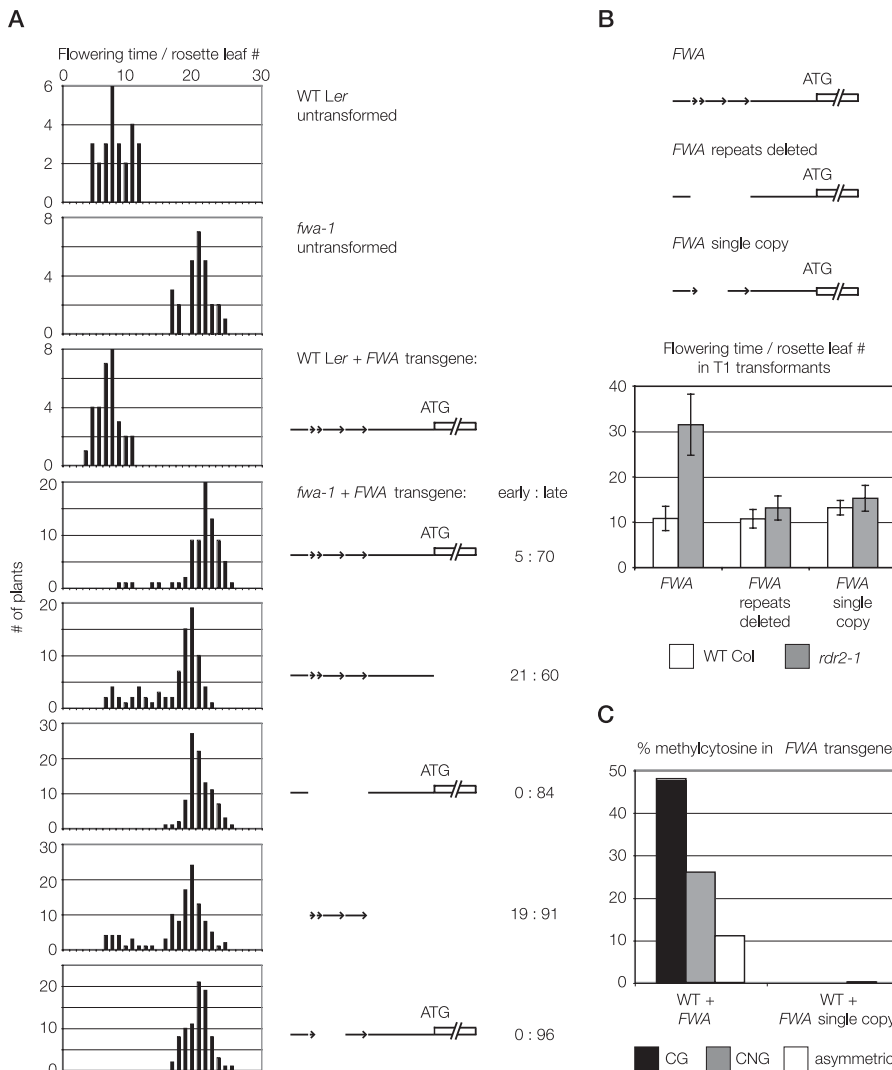 A
Flowering time / rosette leaf #
0 10 20 30
6
4
2
0
WT Ler
untransformed
8
4
0
fwa-1
untransformed
8
4
0
WT Ler + FWA transgene:
ATG
20
10
0
fwa-1 + FWA transgene: early : late
ATG
5 : 70
20
10
0
21 : 60
30
20
10
0
ATG
0 : 84
30
20
10
0
19 : 91
30
20
10
0
ATG
0 : 96
# of plants
B
FWA
ATG
FWA repeats deleted
ATG
FWA single copy
ATG
Flowering time / rosette leaf #
in T1 transformants
40
30
20
10
0
FWA FWA FWA
repeats single
deleted copy
WT Col rdr2-1
C
% methylcytosine in FWA transgene
50
40
30
20
10
0
WT + WT +
FWA FWA single copy
CG CNG asymmetric